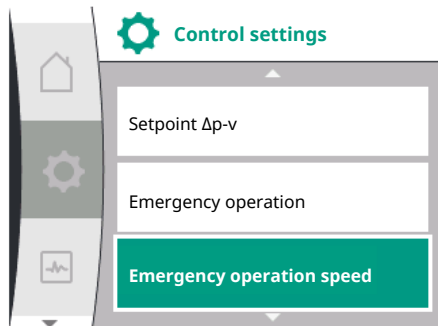 Control settings
Setpoint Δp-v
Emergency operation
Emergency operation speed